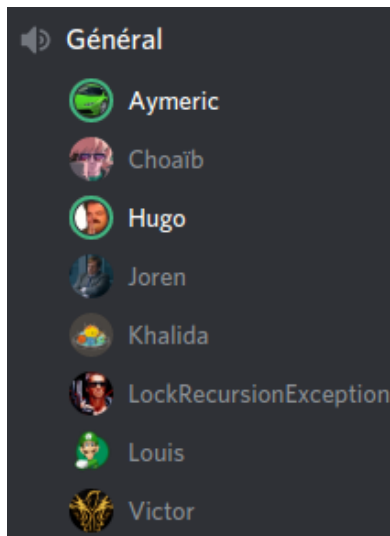 Général
Aymeric
Choaïb
Hugo
Joren
Khalida
LockRecursionException
Louis
Victor